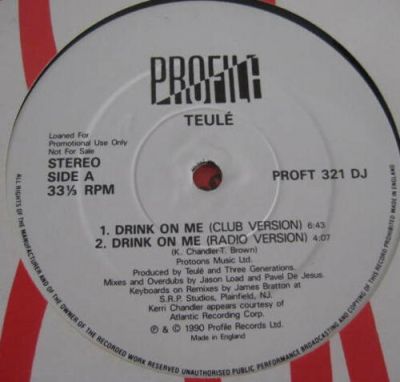 PROFILE
TEULÉ
Loaned For
Promotional Use Only
Not For Sale
STEREO
SIDE A
33⅓ RPM
PROFT 321 DJ
1. DRINK ON ME (CLUB VERSION) 6:43
2. DRINK ON ME (RADIO VERSION) 4:07
(K. Chandler-T. Brown)
Protoons Music Ltd.
Produced by Teulé and Three Generations.
Mixes and Overdubs by Jason Load and Pavel De Jesus.
Keyboards on Remixes by James Bratton at
S.R.P. Studios, Plainfield, NJ.
Kerri Chandler appears courtesy of
Atlantic Recording Corp.
℗ & © 1990 Profile Records Ltd.
Made in England
ALL RIGHTS OF THE MANUFACTURER AND OF THE OWNER OF THE RECORDED WORK RESERVED UNAUTHORISED PUBLIC PERFORMANCE BROADCASTING AND COPYING OF THIS RECORD PROHIBITED MADE IN ENGLAND